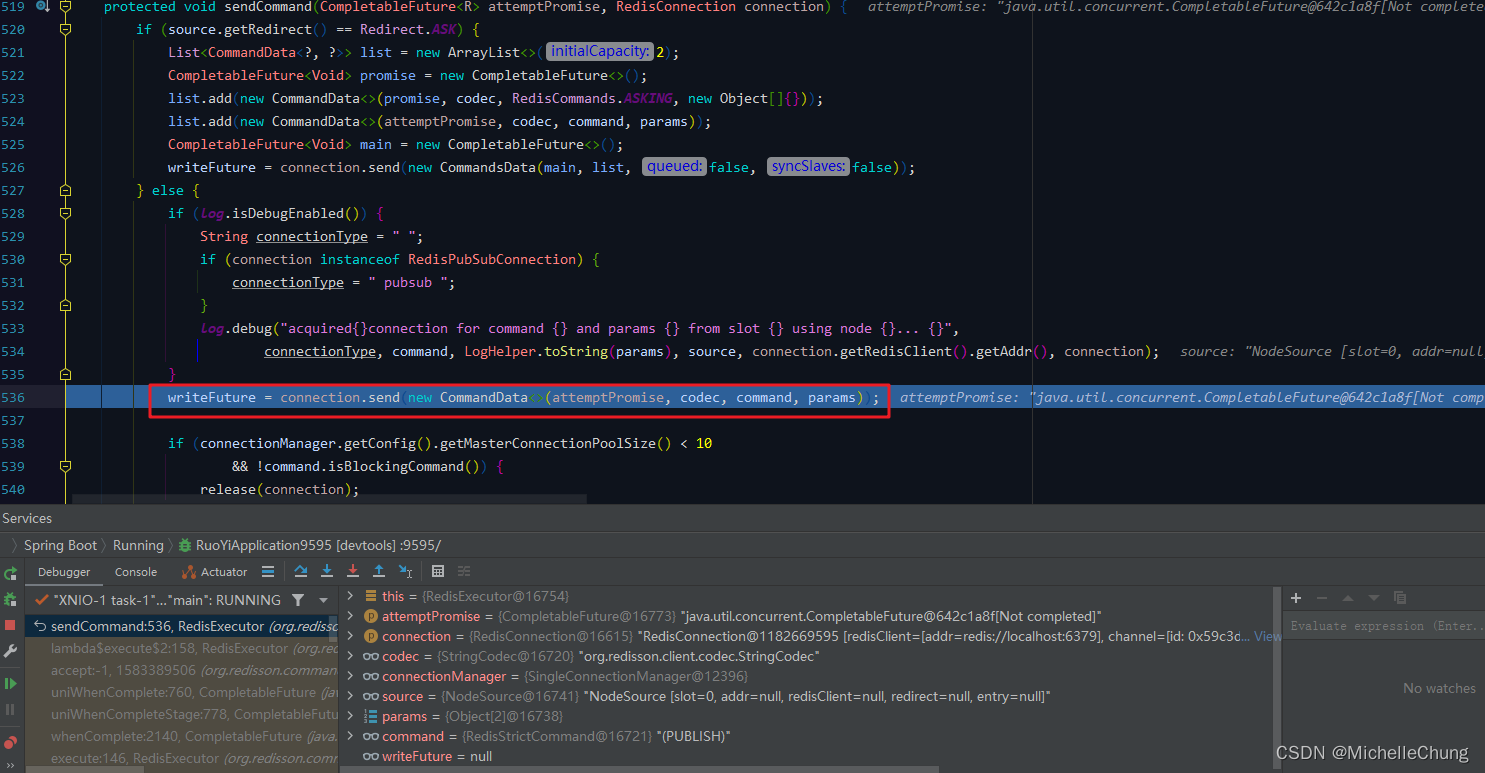 519 protected void sendCommand(CompletableFuture<R> attemptPromise, RedisConnection connection) { attemptPromise: "java.util.concurrent.CompletableFuture@642c1a8f[Not complete
520 if (source.getRedirect() == Redirect.ASK) {
521 List<CommandData<?, ?>> list = new ArrayList<>( initialCapacity: 2);
522 CompletableFuture<Void> promise = new CompletableFuture<>();
523 list.add(new CommandData<>(promise, codec, RedisCommands.ASKING, new Object[]{}));
524 list.add(new CommandData<>(attemptPromise, codec, command, params));
525 CompletableFuture<Void> main = new CompletableFuture<>();
526 writeFuture = connection.send(new CommandsData(main, list, queued: false, syncSlaves: false));
527 } else {
528 if (log.isDebugEnabled()) {
529 String connectionType = " ";
530 if (connection instanceof RedisPubSubConnection) {
531 connectionType = " pubsub ";
532 }
533 log.debug("acquired{}connection for command {} and params {} from slot {} using node {}... {}",
534 connectionType, command, LogHelper.toString(params), source, connection.getRedisClient().getAddr(), connection); source: "NodeSource [slot=0, addr=null,
535 }
536 writeFuture = connection.send(new CommandData<>(attemptPromise, codec, command, params)); attemptPromise: "java.util.concurrent.CompletableFuture@642c1a8f[Not comp
537
538 if (connectionManager.getConfig().getMasterConnectionPoolSize() < 10
539 && !command.isBlockingCommand()) {
540 release(connection);
Services
Spring Boot Running RuoYiApplication9595 [devtools] :9595/
Debugger Console Actuator
"XNIO-1 task-1"..."main": RUNNING
sendCommand:536, RedisExecutor (org.redisso
lambda$execute$2:158, RedisExecutor (org.red
accept:-1, 1583389506 (org.redisson.comman
uniWhenComplete:760, CompletableFuture (jav
uniWhenCompleteStage:778, CompletableFutu
whenComplete:2140, CompletableFuture (java.
execute:146, RedisExecutor (org.redisson.comm
this = {RedisExecutor@16754}
attemptPromise = {CompletableFuture@16773} "java.util.concurrent.CompletableFuture@642c1a8f[Not completed]"
connection = {RedisConnection@16615} "RedisConnection@1182669595 [redisClient=[addr=redis://localhost:6379], channel=[id: 0x59c3c... View
codec = {StringCodec@16720} "org.redisson.client.codec.StringCodec"
connectionManager = {SingleConnectionManager@12396}
source = {NodeSource@16741} "NodeSource [slot=0, addr=null, redisClient=null, redirect=null, entry=null]"
params = {Object[2]@16738}
command = {RedisStrictCommand@16721} "(PUBLISH)"
writeFuture = null
Evaluate expression (Enter..
No watches
CSDN @MichelleChung